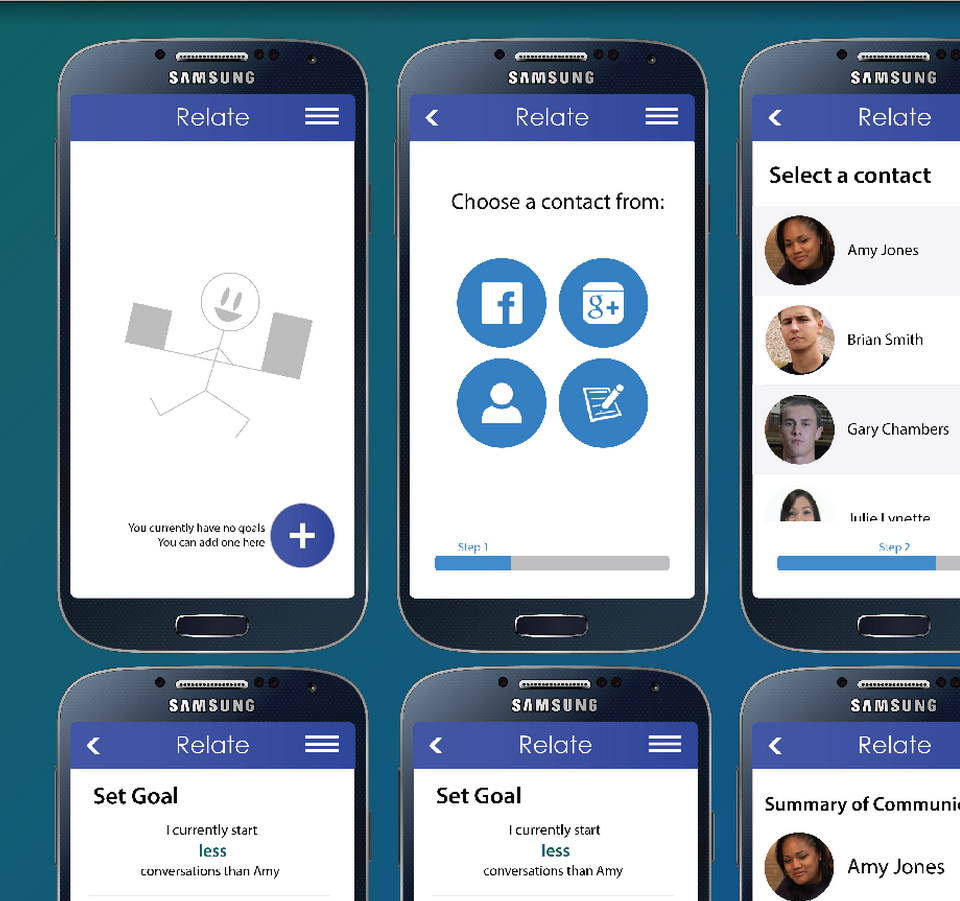 SAMSUNG
Relate
You currently have no goals
You can add one here
SAMSUNG
Relate
Choose a contact from:
f
g+
Step 1
SAMSUNG
Relate
Select a contact
Amy Jones
Brian Smith
Gary Chambers
Julie Lynette
Step 2
SAMSUNG
Relate
Set Goal
I currently start
less
conversations than Amy
SAMSUNG
Relate
Set Goal
I currently start
less
conversations than Amy
SAMSUNG
Relate
Summary of Communi
Amy Jones